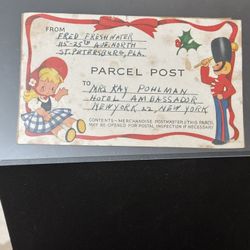 FROM
FRED FRESHWATER
115-25th AVE. NORTH
ST. PETERSBURG, FLA.
PARCEL POST
TO
MRS RAY POHLMAN
HOTEL AMBASSADOR
NEW YORK 22, NEW YORK
CONTENTS—MERCHANDISE POSTMASTER: THIS PARCEL
MAY BE OPENED FOR POSTAL INSPECTION IF NECESSARY